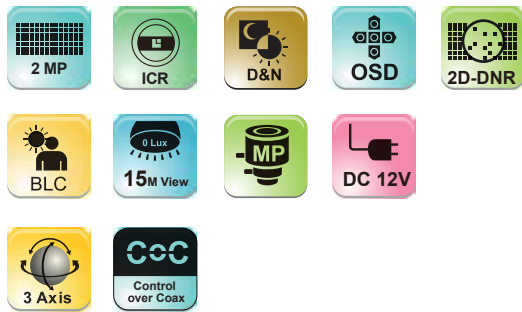 2 MP
ICR
D&N
OSD
2D-DNR
BLC
0 Lux
15M View
MP
DC 12V
3 Axis
CoC
Control
over Coax